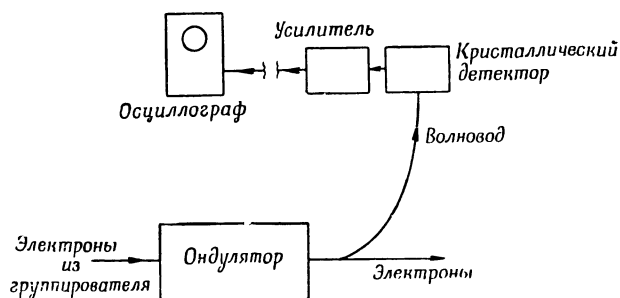 Усилитель
Кристаллический
детектор
Осциллограф
Волновод
Электроны
из
группирователя
Ондулятор
Электроны